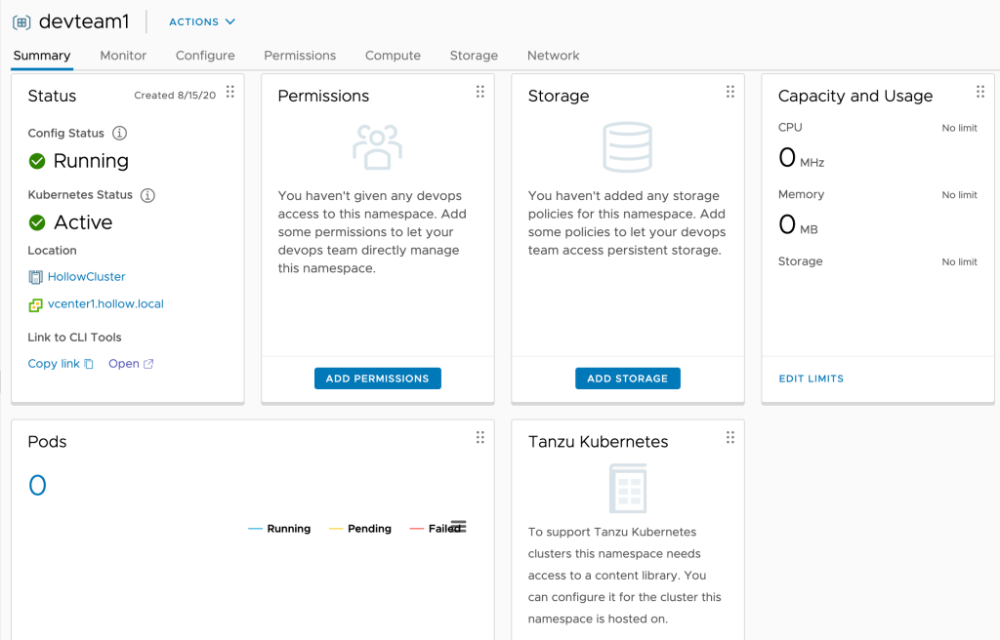 devteam1
ACTIONS
Summary
Monitor
Configure
Permissions
Compute
Storage
Network
Status
Created 8/15/20
Config Status
Running
Kubernetes Status
Active
Location
HollowCluster
vcenter1.hollow.local
Link to CLI Tools
Copy link
Open
Permissions
You haven't given any devops
access to this namespace. Add
some permissions to let your
devops team directly manage
this namespace.
ADD PERMISSIONS
Storage
You haven't added any storage
policies for this namespace. Add
some policies to let your devops
team access persistent storage.
ADD STORAGE
Capacity and Usage
CPU
No limit
0 MHz
Memory
No limit
0 MB
Storage
No limit
EDIT LIMITS
Pods
0
Running
Pending
Failed
Tanzu Kubernetes
To support Tanzu Kubernetes
clusters this namespace needs
access to a content library. You
can configure it for the cluster this
namespace is hosted on.